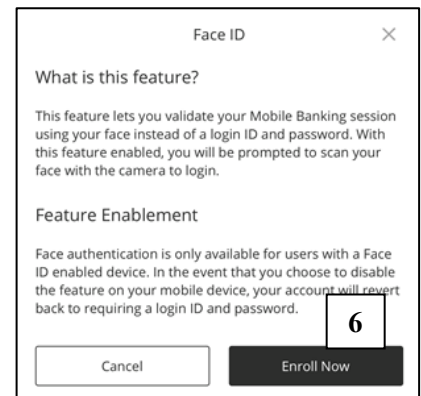 Face ID
What is this feature?
This feature lets you validate your Mobile Banking session
using your face instead of a login ID and password. With
this feature enabled, you will be prompted to scan your
face with the camera to login.
Feature Enablement
Face authentication is only available for users with a Face
ID enabled device. In the event that you choose to disable
the feature on your mobile device, your account will revert
back to requiring a login ID and password.
6
Cancel
Enroll Now